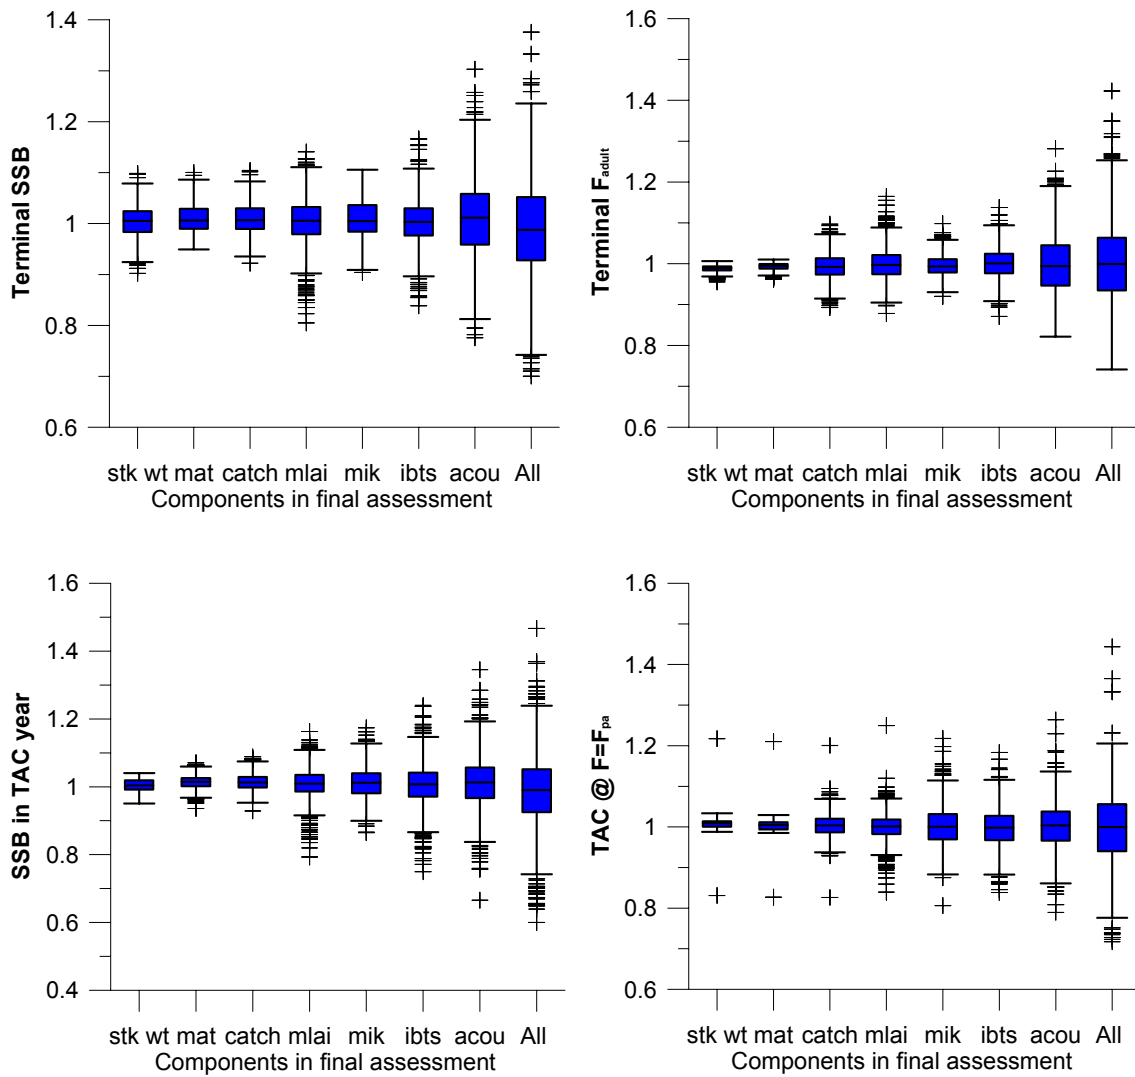 1.4
1.2
1
0.8
0.6
Terminal SSB
stk wt mat catch mlai mik ibts acou All
Components in final assessment
1.6
1.4
1.2
1
0.8
0.6
Terminal Fadult
stk wt mat catch mlai mik ibts acou All
Components in final assessment
1.6
1.4
1.2
1
0.8
0.6
0.4
SSB in TAC year
stk wt mat catch mlai mik ibts acou All
Components in final assessment
1.6
1.4
1.2
1
0.8
0.6
TAC @ F=Fpa
stk wt mat catch mlai mik ibts acou All
Components in final assessment